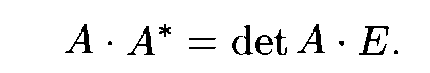 A · A* = det A · E.